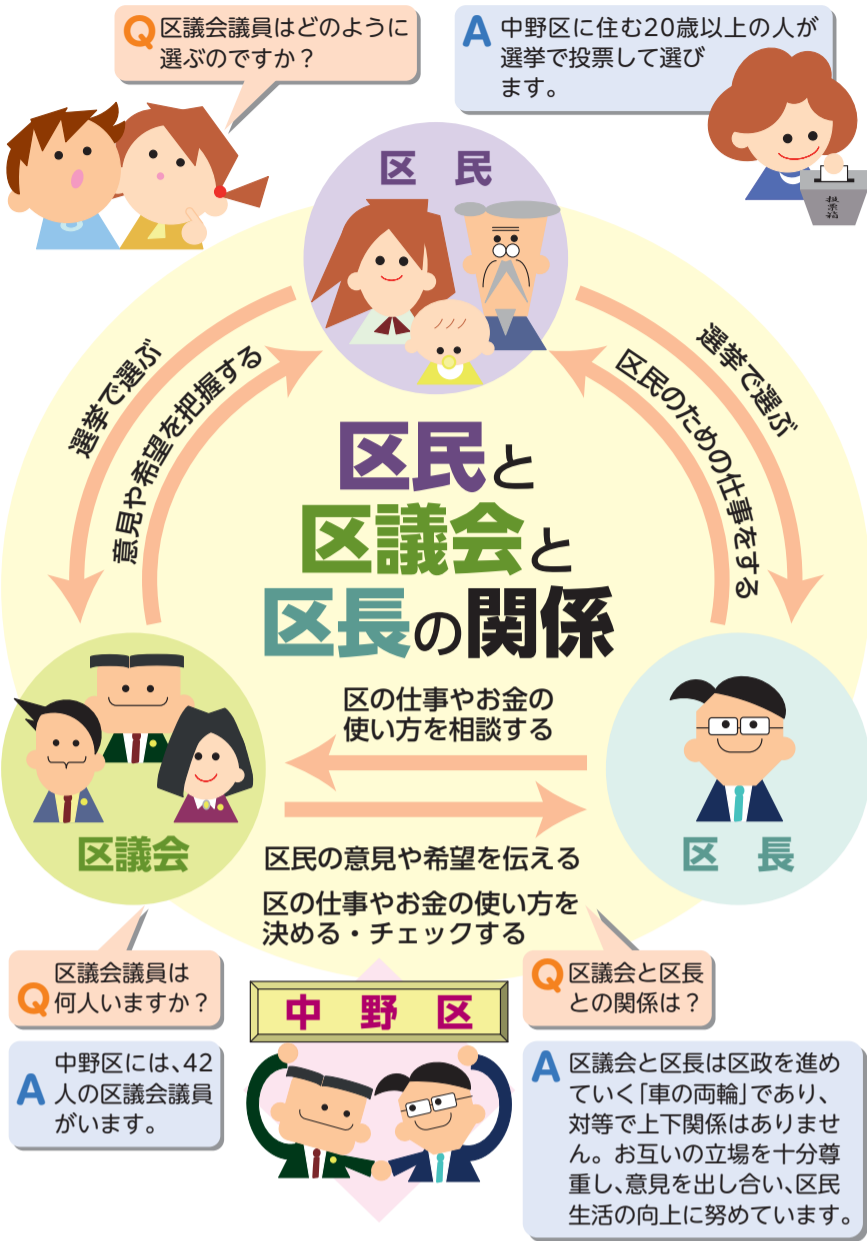 Q 区議会議員はどのように
選ぶのですか？
A 中野区に住む20歳以上の人が
選挙で投票して選び
ます。
投票箱
区 民
選挙で選ぶ
意見や希望を把握する
選挙で選ぶ
区民のための仕事をする
区民と
区議会と
区長の関係
区の仕事やお金の
使い方を相談する
区議会
区 長
区民の意見や希望を伝える
区の仕事やお金の使い方を
決める・チェックする
Q 区議会議員は
何人いますか？
A 中野区には、42
人の区議会議員
がいます。
中 野 区
Q 区議会と区長
との関係は？
A 区議会と区長は区政を進め
ていく「車の両輪」であり、
対等で上下関係はありませ
ん。お互いの立場を十分尊
重し、意見を出し合い、区民
生活の向上に努めています。